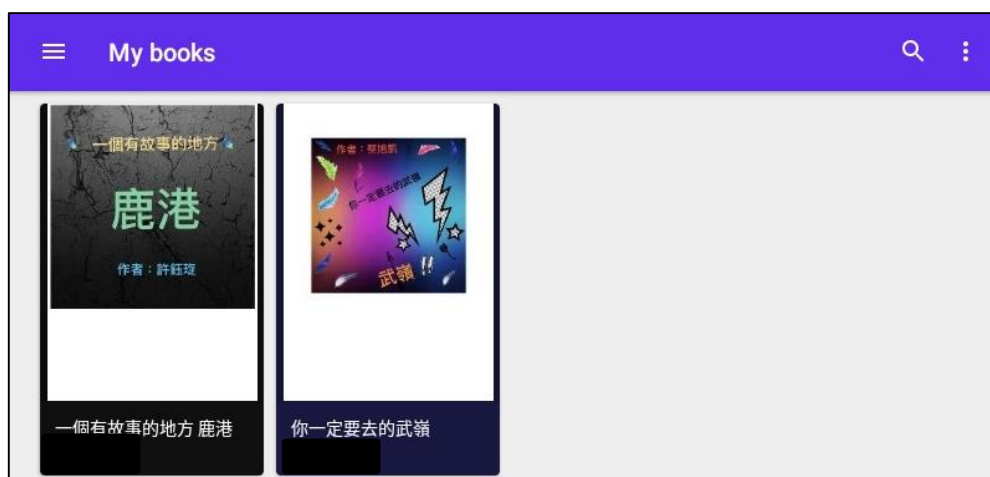 My books
一個有故事的地方
鹿港
作者：許鈺琁
一個有故事的地方 鹿港
你一定要去的武嶺
武嶺!!
你一定要去的武嶺